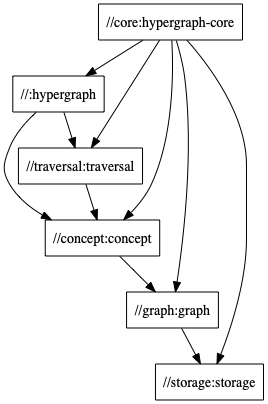 //core:hypergraph-core
//:hypergraph
//traversal:traversal
//concept:concept
//graph:graph
//storage:storage